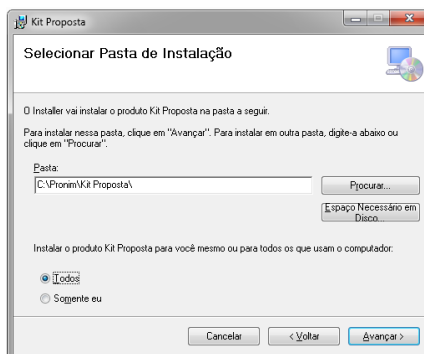 Kit Proposta
Selecionar Pasta de Instalação
O Installer vai instalar o produto Kit Proposta na pasta a seguir.
Para instalar nessa pasta, clique em "Avançar". Para instalar em outra pasta, digite-a abaixo ou
clique em "Procurar".
Pasta:
C:\Pronim\Kit Proposta\
Procurar...
Espaço Necessário em
Disco...
Instalar o produto Kit Proposta para você mesmo ou para todos os que usam o computador:
Todos
Somente eu
Cancelar
< Voltar
Avançar >